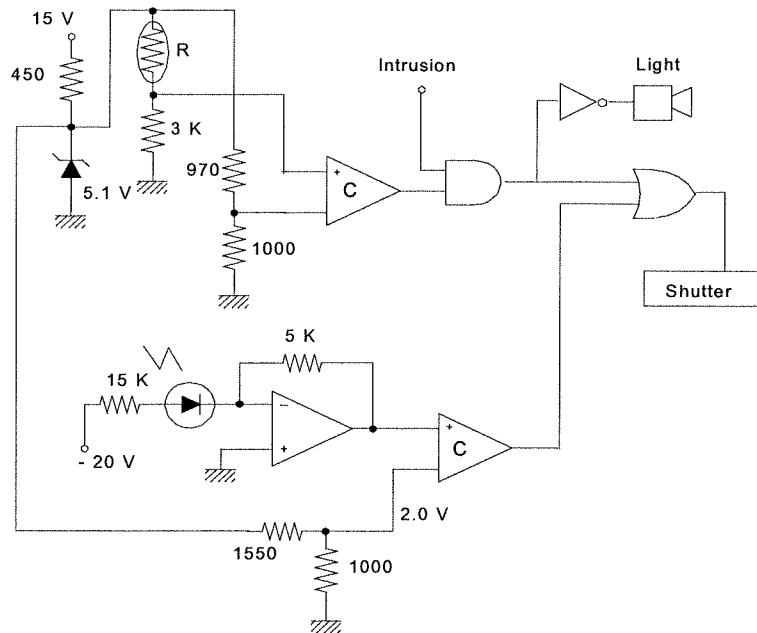 15 V
R
450
Intrusion
Light
3 K
970
+
C
5.1 V
1000
Shutter
5 K
15 K
-
+
+
C
- 20 V
2.0 V
1550
1000